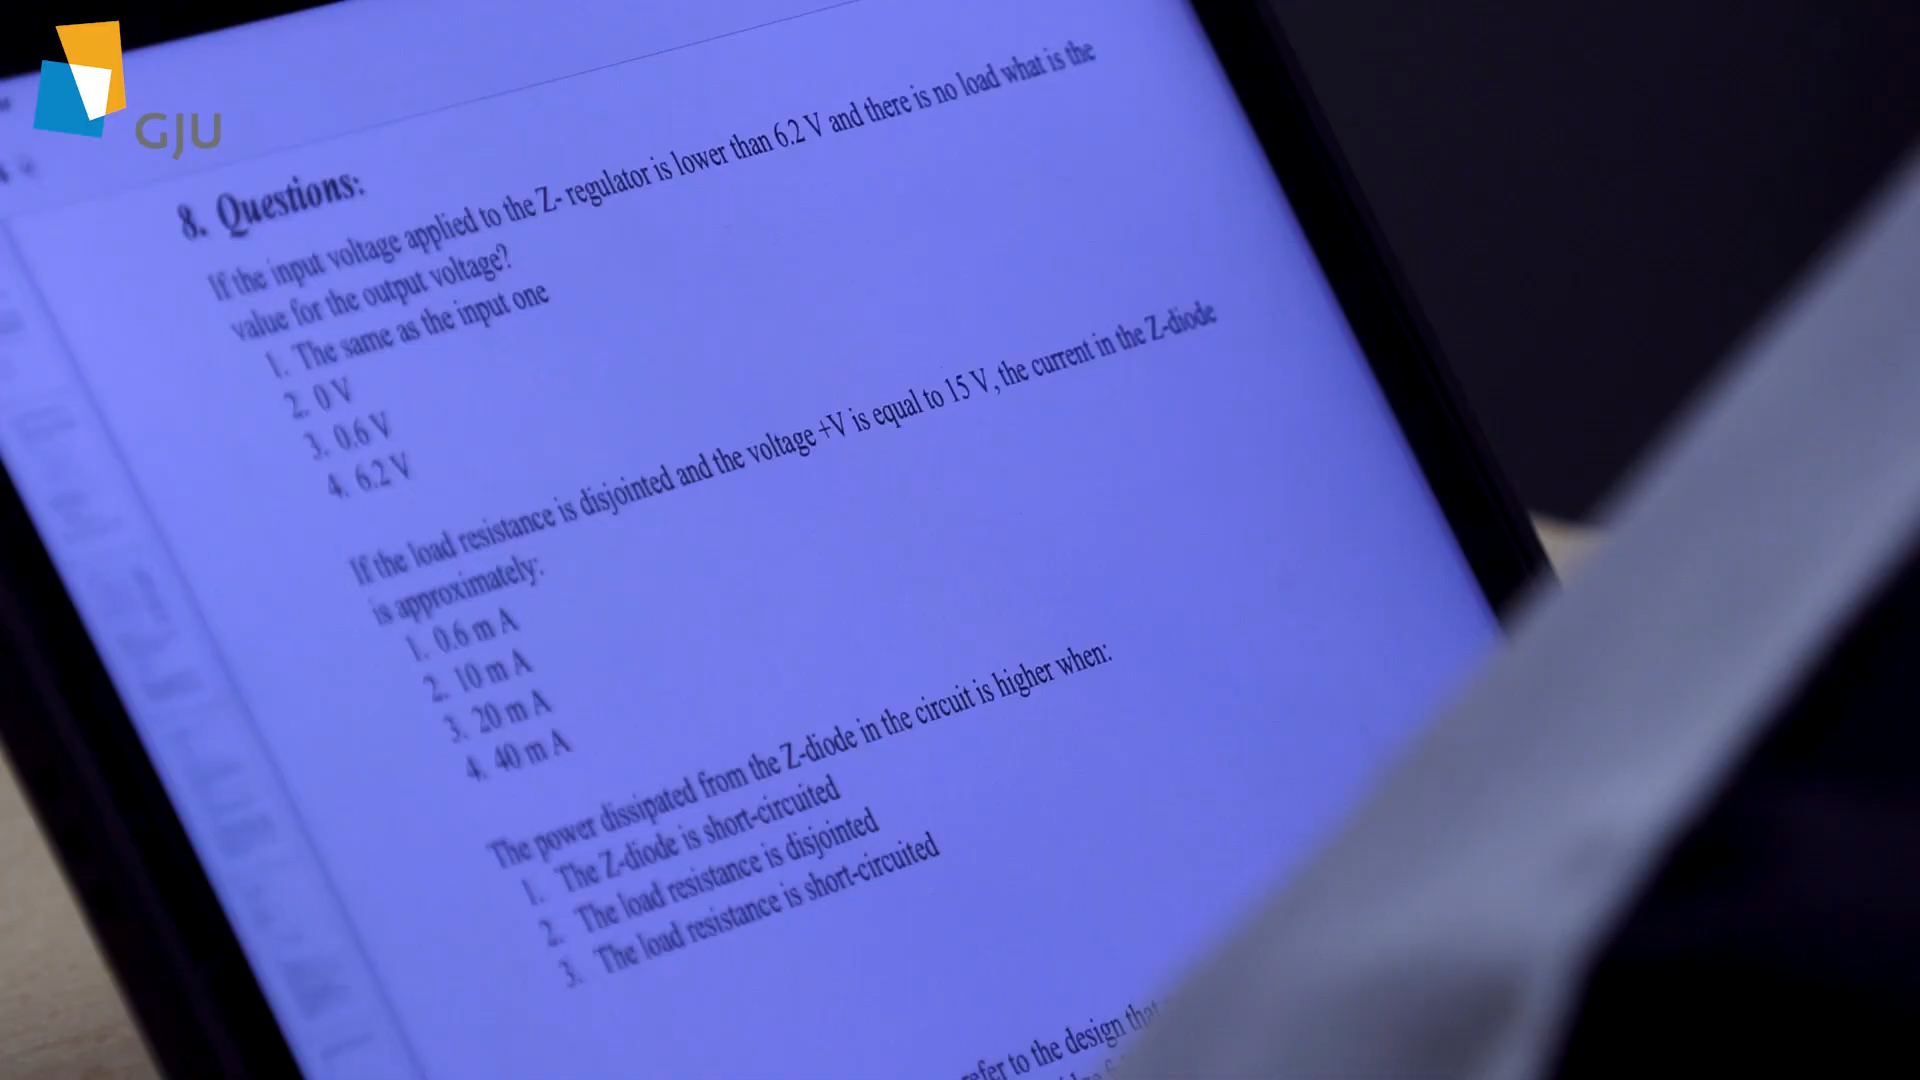 GJU
8. Questions:
If the input voltage applied to the Z- regulator is lower than 6.2 V and there is no load what is the
value for the output voltage?
1. The same as the input one
2. 0 V
3. 0.6 V
4. 6.2 V
If the load resistance is disjointed and the voltage +V is equal to 15 V, the current in the Z-diode
is approximately:
1. 0.6 m A
2. 10 m A
3. 20 m A
4. 40 m A
The power dissipated from the Z-diode in the circuit is higher when:
1. The Z-diode is short-circuited
2. The load resistance is disjointed
3. The load resistance is short-circuited
to the design that